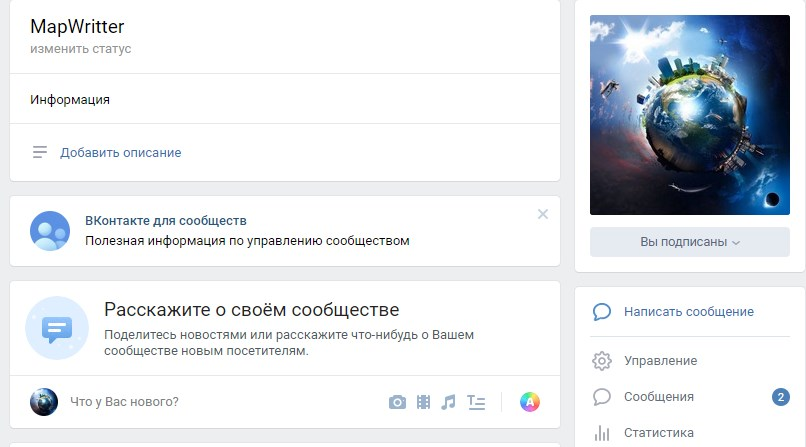 MapWritter
изменить статус
Информация
Добавить описание
ВКонтакте для сообществ
Полезная информация по управлению сообществом
Расскажите о своём сообществе
Поделитесь новостями или расскажите что-нибудь о Вашем
сообществе новым посетителям.
Что у Вас нового?
A
Вы подписаны
Написать сообщение
Управление
Сообщения 2
Статистика